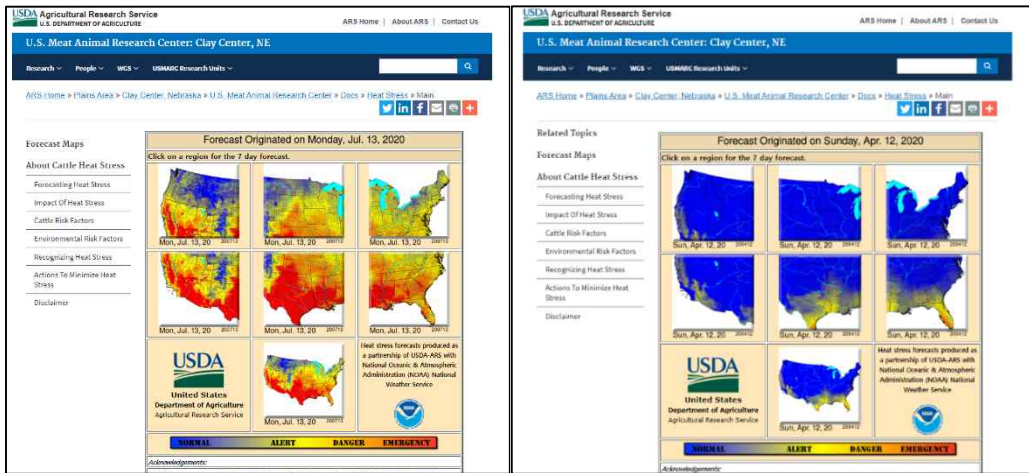 USDA Agricultural Research Service
U.S. DEPARTMENT OF AGRICULTURE
ARS Home | About ARS | Contact Us
U.S. Meat Animal Research Center: Clay Center, NE
Research People WGS USMARC Research Units
ARS Home » Plains Area » Clay Center, Nebraska » U.S. Meat Animal Research Center » Docs » Heat Stress » Main
Forecast Maps
About Cattle Heat Stress
Forecasting Heat Stress
Impact Of Heat Stress
Cattle Risk Factors
Environmental Risk Factors
Recognizing Heat Stress
Actions To Minimize Heat
Stress
Disclaimer
Forecast Originated on Monday, Jul. 13, 2020
Click on a region for the 7 day forecast.
Mon, Jul. 13, 20 200713
Mon, Jul. 13, 20 200713
Mon, Jul. 13, 20 200713
Mon, Jul. 13, 20 200713
Mon, Jul. 13, 20 200713
Mon, Jul. 13, 20 200713
USDA
United States
Department of Agriculture
Agricultural Research Service
Mon, Jul. 13, 20 200713
Heat stress forecasts produced as
a partnership of USDA-ARS with
National Oceanic & Atmospheric
Administration (NOAA) National
Weather Service
NORMAL ALERT DANGER EMERGENCY
Acknowledgements:
USDA Agricultural Research Service
U.S. DEPARTMENT OF AGRICULTURE
ARS Home | About ARS | Contact Us
U.S. Meat Animal Research Center: Clay Center, NE
Research People WGS USMARC Research Units
ARS Home » Plains Area » Clay Center, Nebraska » U.S. Meat Animal Research Center » Docs » Heat Stress » Main
Related Topics
Forecast Maps
About Cattle Heat Stress
Forecasting Heat Stress
Impact Of Heat Stress
Cattle Risk Factors
Environmental Risk Factors
Recognizing Heat Stress
Actions To Minimize Heat
Stress
Disclaimer
Forecast Originated on Sunday, Apr. 12, 2020
Click on a region for the 7 day forecast.
Sun, Apr. 12, 20 200412
Sun, Apr. 12, 20 200412
Sun, Apr. 12, 20 200412
Sun, Apr. 12, 20 200412
Sun, Apr. 12, 20 200412
Sun, Apr. 12, 20 200412
USDA
United States
Department of Agriculture
Agricultural Research Service
Sun, Apr. 12, 20 200412
Heat stress forecasts produced as
a partnership of USDA-ARS with
National Oceanic & Atmospheric
Administration (NOAA) National
Weather Service
NORMAL ALERT DANGER EMERGENCY
Acknowledgements: